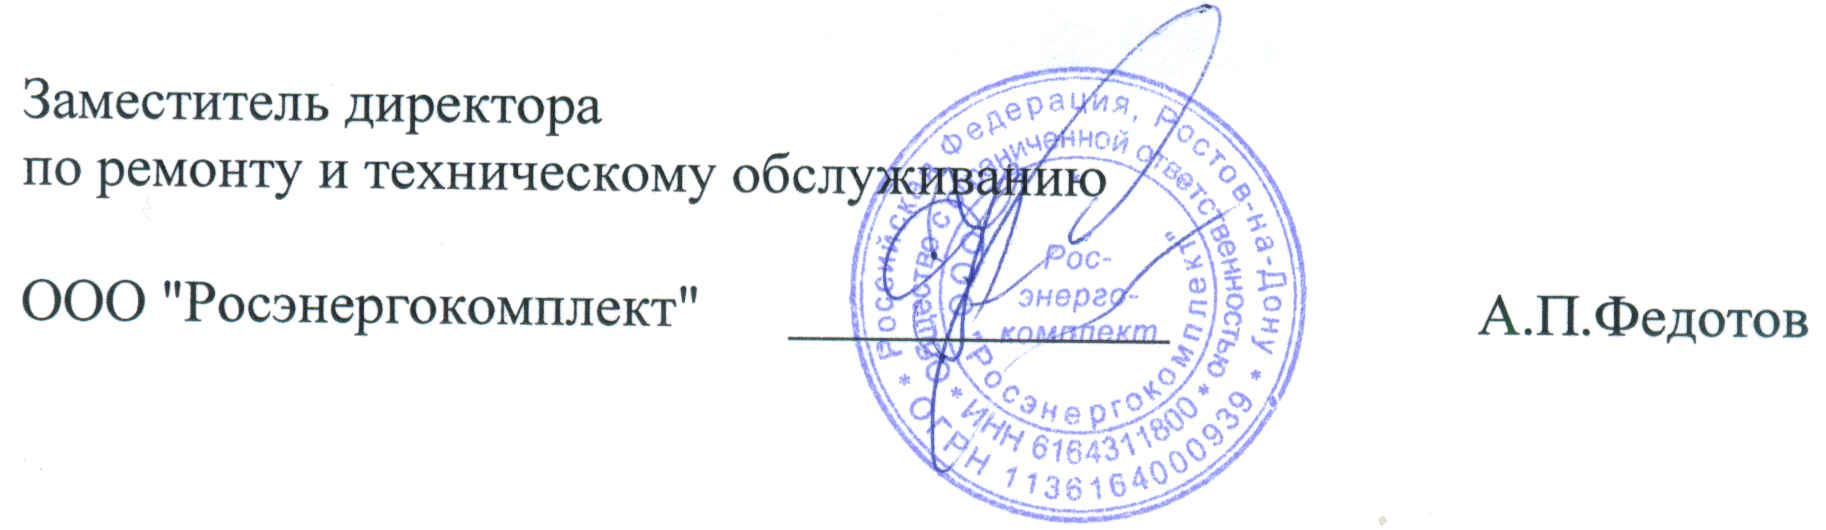 Заместитель директора
по ремонту и техническому обслуживанию
ООО "Росэнергокомплект"
А.П.Федотов
* Российская Федерация, Ростов-на-Дону *
ОГРН 1136164000939
Общество с ограниченной ответственностью
* ИНН 6164311800 *
ООО "Росэнергокомплект"
Рос-
энерго-
комплект